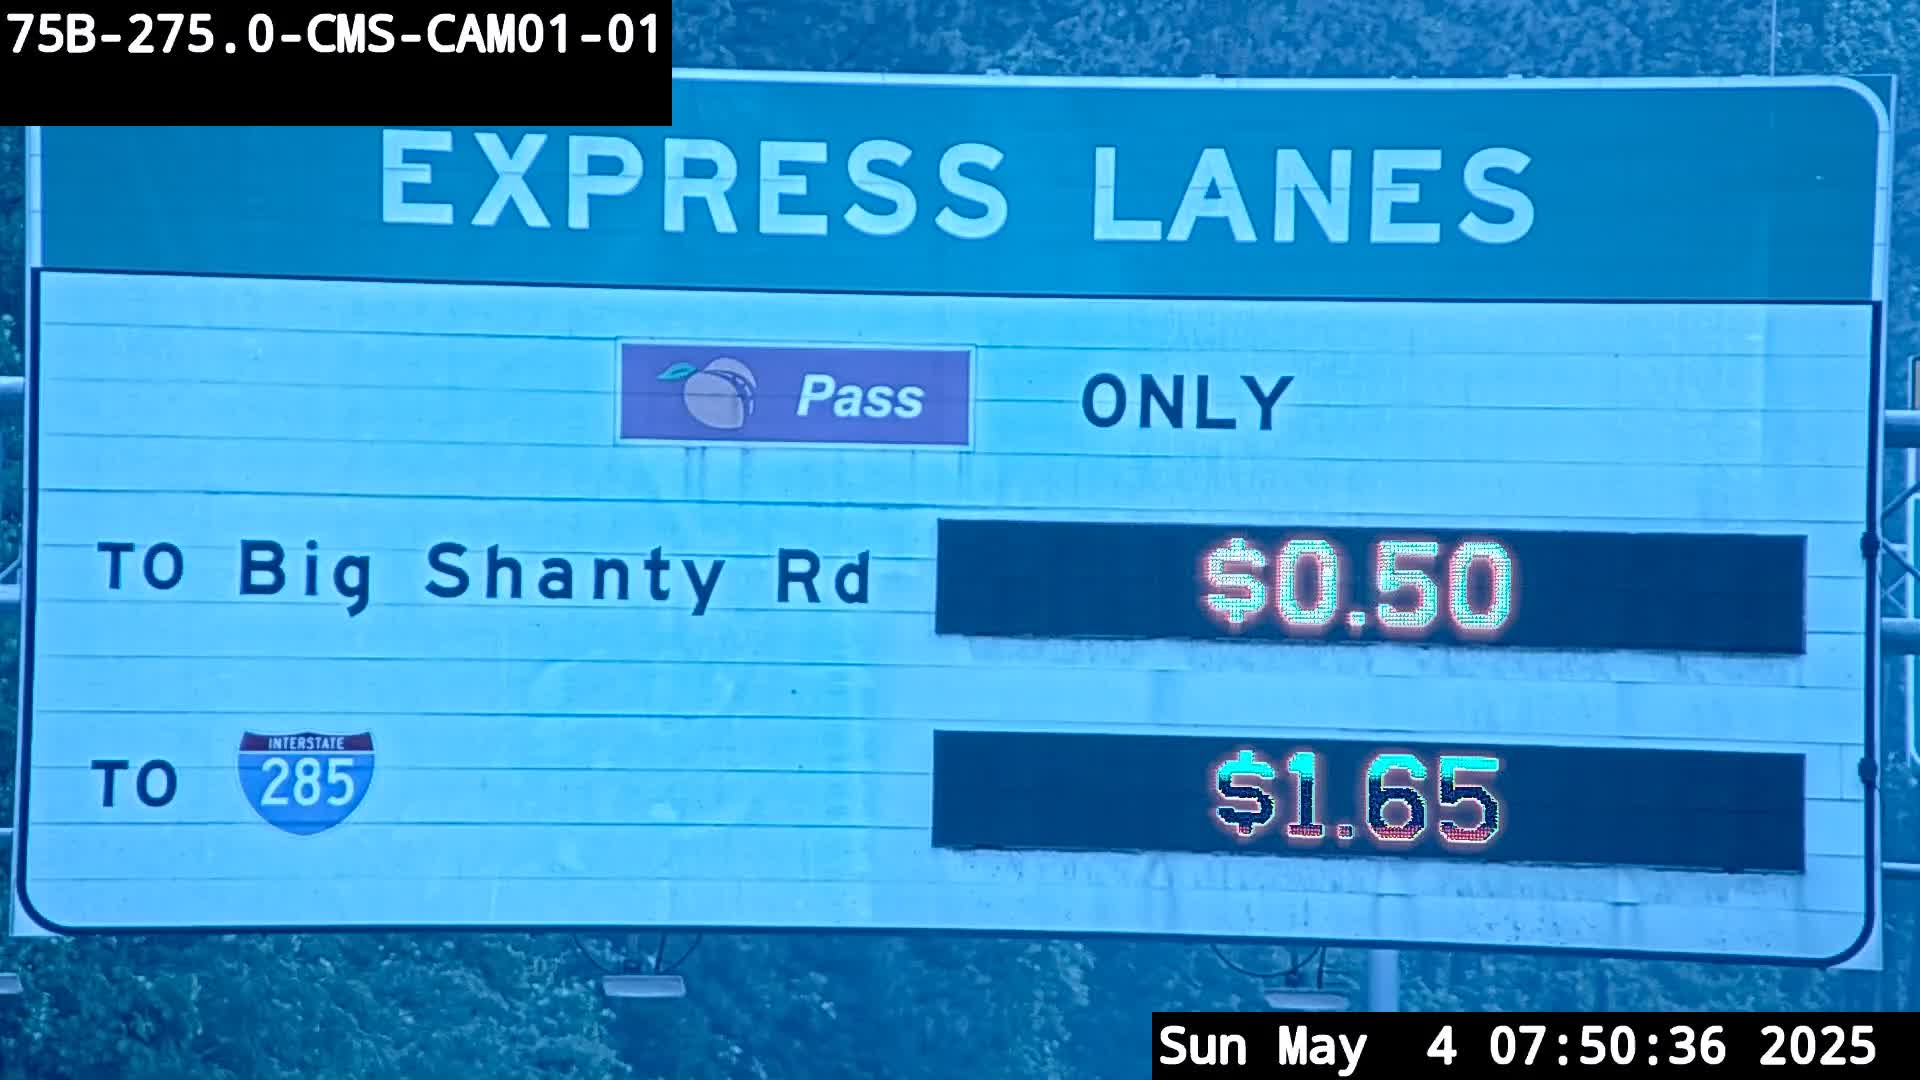 75B-275.0-CMS-CAM01-01
EXPRESS LANES
Pass ONLY
TO Big Shanty Rd $0.50
TO INTERSTATE 285 $1.65
Sun May 4 07:50:36 2025